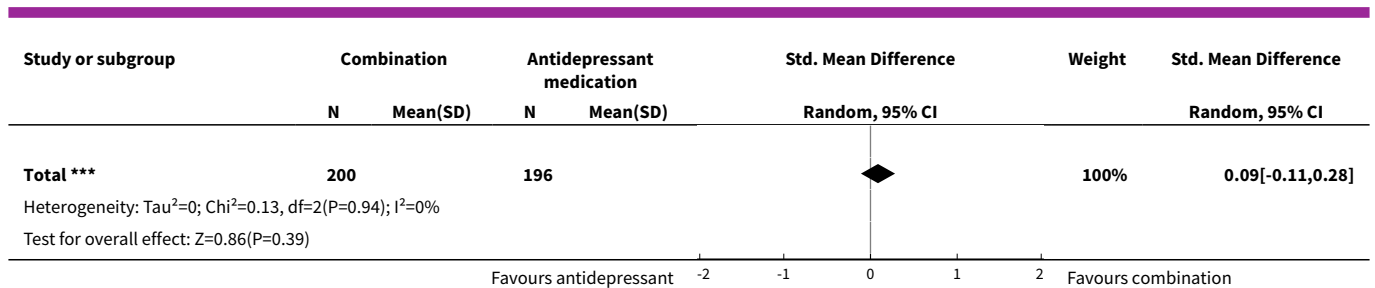 Study or subgroup Combination Antidepressant medication Std. Mean Difference Weight Std. Mean Difference
N Mean(SD) N Mean(SD) Random, 95% CI Random, 95% CI
Total *** 200 196 100% 0.09[-0.11,0.28]
Heterogeneity: Tau²=0; Chi²=0.13, df=2(P=0.94); I²=0%
Test for overall effect: Z=0.86(P=0.39)
Favours antidepressant -2 -1 0 1 2 Favours combination